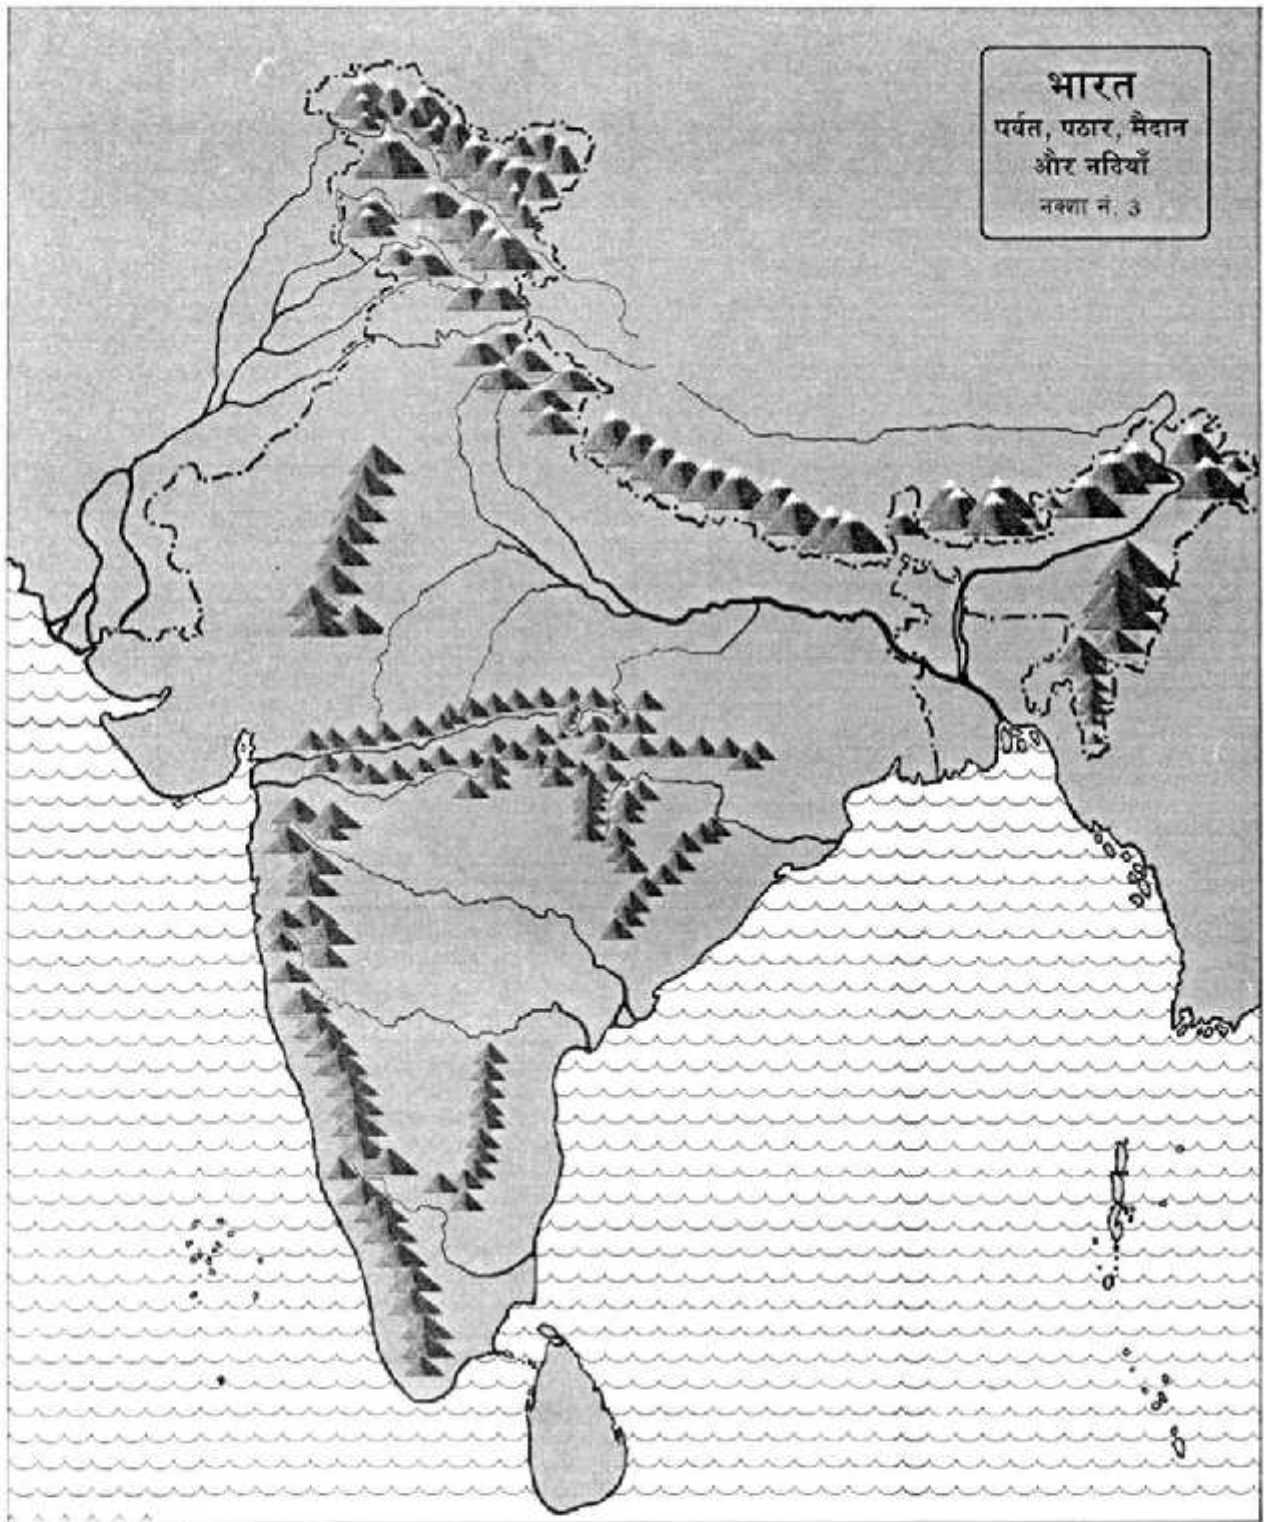 भारत
पर्वत, पठार, मैदान
और नदियाँ
नक्शा नं. 3